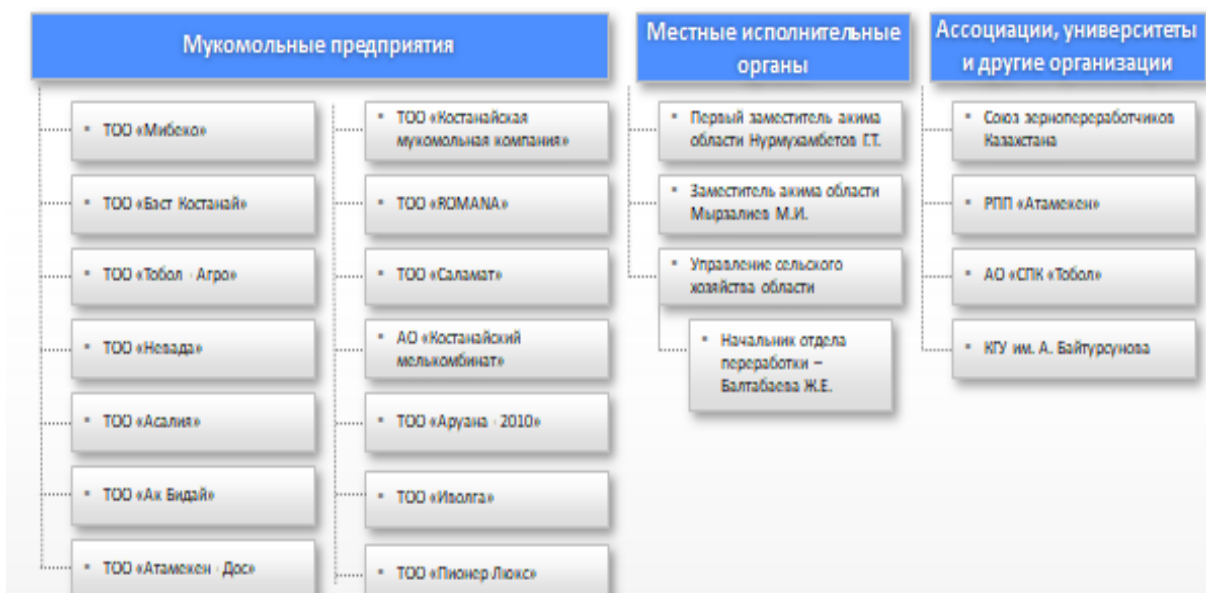 Мукомольные предприятия
ТОО «Мибеко»
ТОО «Баст Костанай»
ТОО «Тобол - Агро»
ТОО «Невада»
ТОО «Асалия»
ТОО «Ак Бидай»
ТОО «Атамекен - Дос»
ТОО «Костанайская
мукомольная компания»
ТОО «ROMANA»
ТОО «Саламат»
АО «Костанайский
мелькомбинат»
ТОО «Аруана - 2010»
ТОО «Иволга»
ТОО «Пионер Люкс»
Местные исполнительные
органы
Первый заместитель акима
области Нурмухамбетов Г.Т.
Заместитель акима области
Мырзалиев М.И.
Управление сельского
хозяйства области
Начальник отдела
переработки –
Балтабаева Ж.Е.
Ассоциации, университеты
и другие организации
Союз зернопереработчиков
Казахстана
РПП «Атамекен»
АО «СПК «Тобол»
КГУ им. А. Байтурсунова